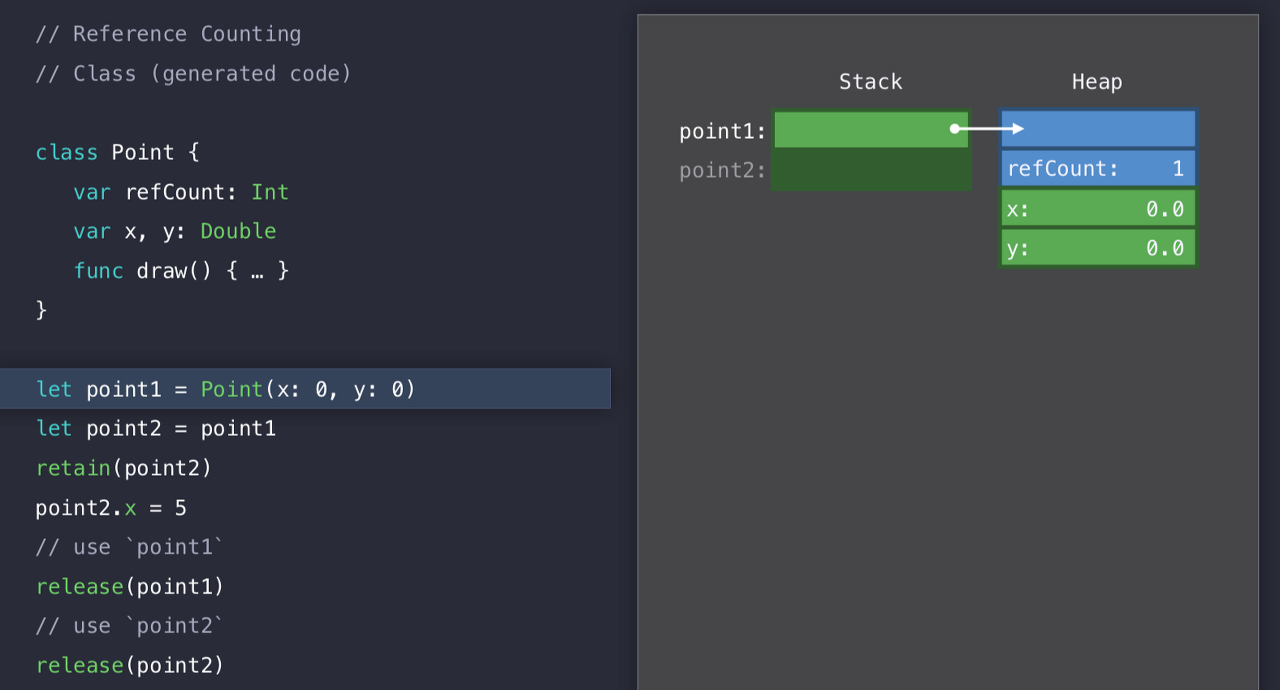 // Reference Counting
// Class (generated code)
class Point {
var refCount: Int
var x, y: Double
func draw() { … }
}
let point1 = Point(x: 0, y: 0)
let point2 = point1
retain(point2)
point2.x = 5
// use `point1`
release(point1)
// use `point2`
release(point2)
Stack Heap
point1:
point2: refCount: 1
x: 0.0
y: 0.0